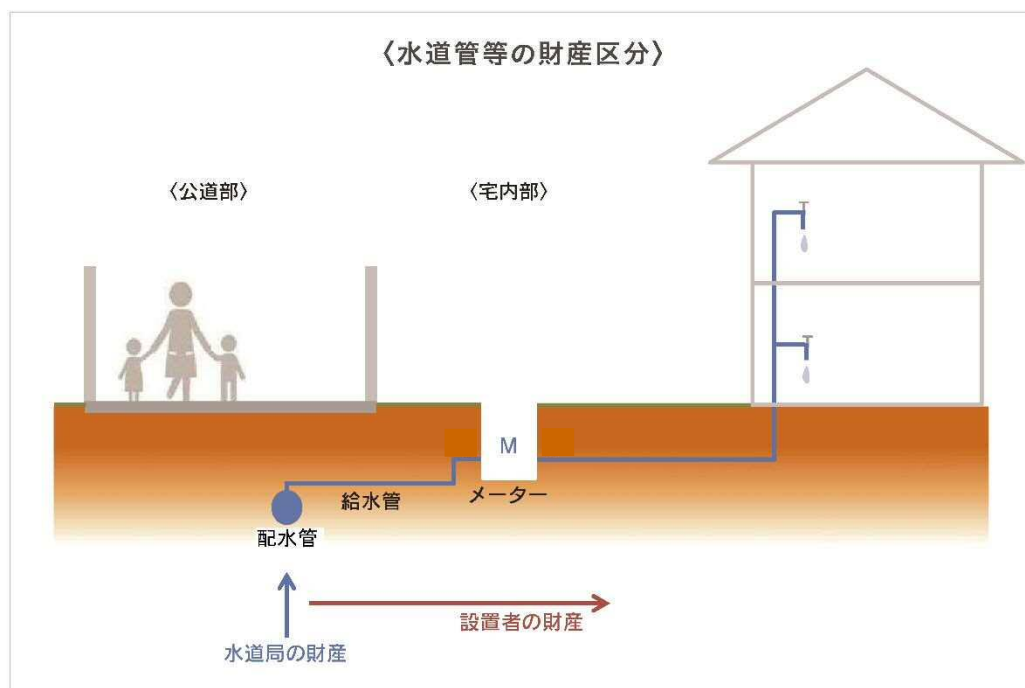 〈水道管等の財産区分〉
〈公道部〉
〈宅内部〉
M
メーター
給水管
配水管
設置者の財産
水道局の財産